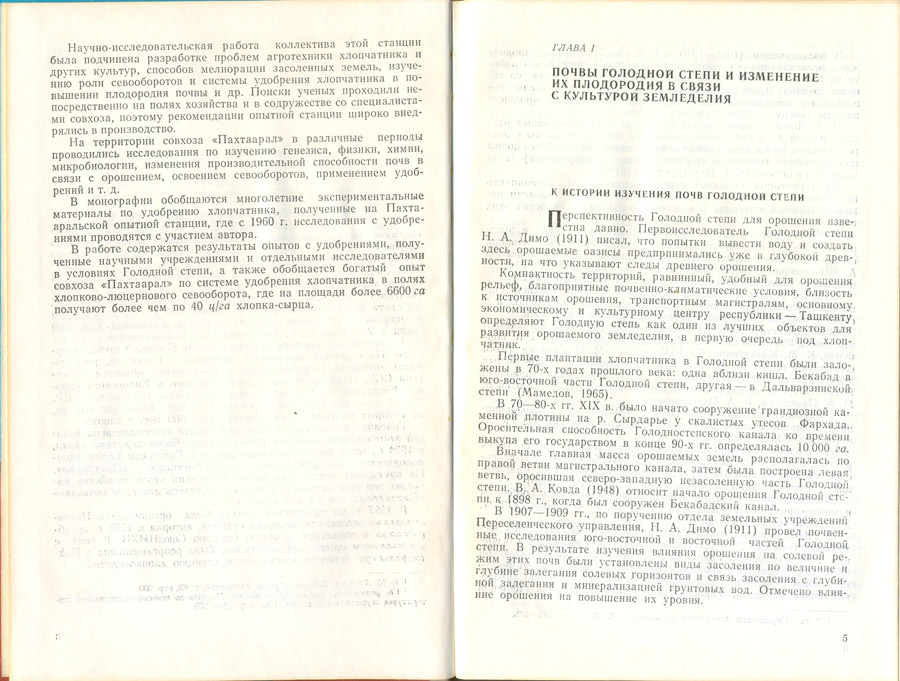 Научно-исследовательская работа коллектива этой станции
была подчинена разработке проблем агротехники хлопчатника и
других культур, способов мелиорации засоленных земель, изуче-
нию роли севооборотов и системы удобрения хлопчатника в по-
вышении плодородия почвы и др. Поиски ученых проходили не-
посредственно на полях хозяйства и в содружестве со специалиста-
ми совхоза, поэтому рекомендации опытной станции широко внед-
рялись в производство.
На территории совхоза «Пахтаарал» в различные периоды
проводились исследования по изучению генезиса, физики, химии,
микробиологии, изменения производительной способности почв в
связи с орошением, освоением севооборотов, применением удоб-
рений и т. д.
В монографии обобщаются многолетние экспериментальные
материалы по удобрению хлопчатника, полученные на Пахта-
аральской опытной станции, где с 1960 г. исследования с удобре-
ниями проводятся с участием автора.
В работе содержатся результаты опытов с удобрениями, полу-
ченные научными учреждениями и отдельными исследователями
в условиях Голодной степи, а также обобщается богатый опыт
совхоза «Пахтаарал» по системе удобрения хлопчатника в полях
хлопково-люцернового севооборота, где на площади более 6600 га
получают более чем по 40 ц/га хлопка-сырца.
ГЛАВА I
ПОЧВЫ ГОЛОДНОЙ СТЕПИ И ИЗМЕНЕНИЕ
ИХ ПЛОДОРОДИЯ В СВЯЗИ
С КУЛЬТУРОЙ ЗЕМЛЕДЕЛИЯ
К ИСТОРИИ ИЗУЧЕНИЯ ПОЧВ ГОЛОДНОЙ СТЕПИ
Перспективность Голодной степи для орошения изве-
стна давно. Первоисследователь Голодной степи
Н. А. Димо (1911) писал, что попытки вывести воду и создать
здесь орошаемые оазисы предпринимались уже в глубокой древ-
ности, на что указывают следы древнего орошения.
Компактность территорий, равнинный, удобный для орошения
рельеф, благоприятные почвенно-климатические условия, близость
к источникам орошения, транспортным магистралям, основному
экономическому и культурному центру республики — Ташкенту,
определяют Голодную степь как один из лучших объектов для
развития орошаемого земледелия, в первую очередь под хлоп-
чатник.
Первые плантации хлопчатника в Голодной степи были зало-
жены в 70-х годах прошлого века: одна вблизи кишл. Бекабад в
юго-восточной части Голодной степи, другая — в Дальварзинской
степи (Мамедов, 1965).
В 70—80-х гг. XIX в. было начато сооружение грандиозной ка-
менной плотины на р. Сырдарье у скалистых утесов Фархада.
Оросительная способность Голодностепского канала ко времени
выкупа его государством в конце 90-х гг. определялась 10 000 га.
Вначале главная масса орошаемых земель располагалась по
правой ветви магистрального канала, затем была построена левая
ветвь, оросившая северо-западную незасоленную часть Голодной
степи. В. А. Ковда (1948) относит начало орошения Голодной сте-
пи к 1898 г., когда был сооружен Бекабадский канал.
В 1907—1909 гг., по поручению отдела земельных учреждений
Переселенческого управления, Н. А. Димо (1911) провел почвен-
ные исследования юго-восточной и восточной частей Голодной
степи. В результате изучения влияния орошения на солевой ре-
жим этих почв были установлены виды засоления по величине и
глубине залегания солевых горизонтов и связь засоления с глуби-
ной залегания и минерализацией грунтовых вод. Отмечено влия-
ние орошения на повышение их уровня.
5